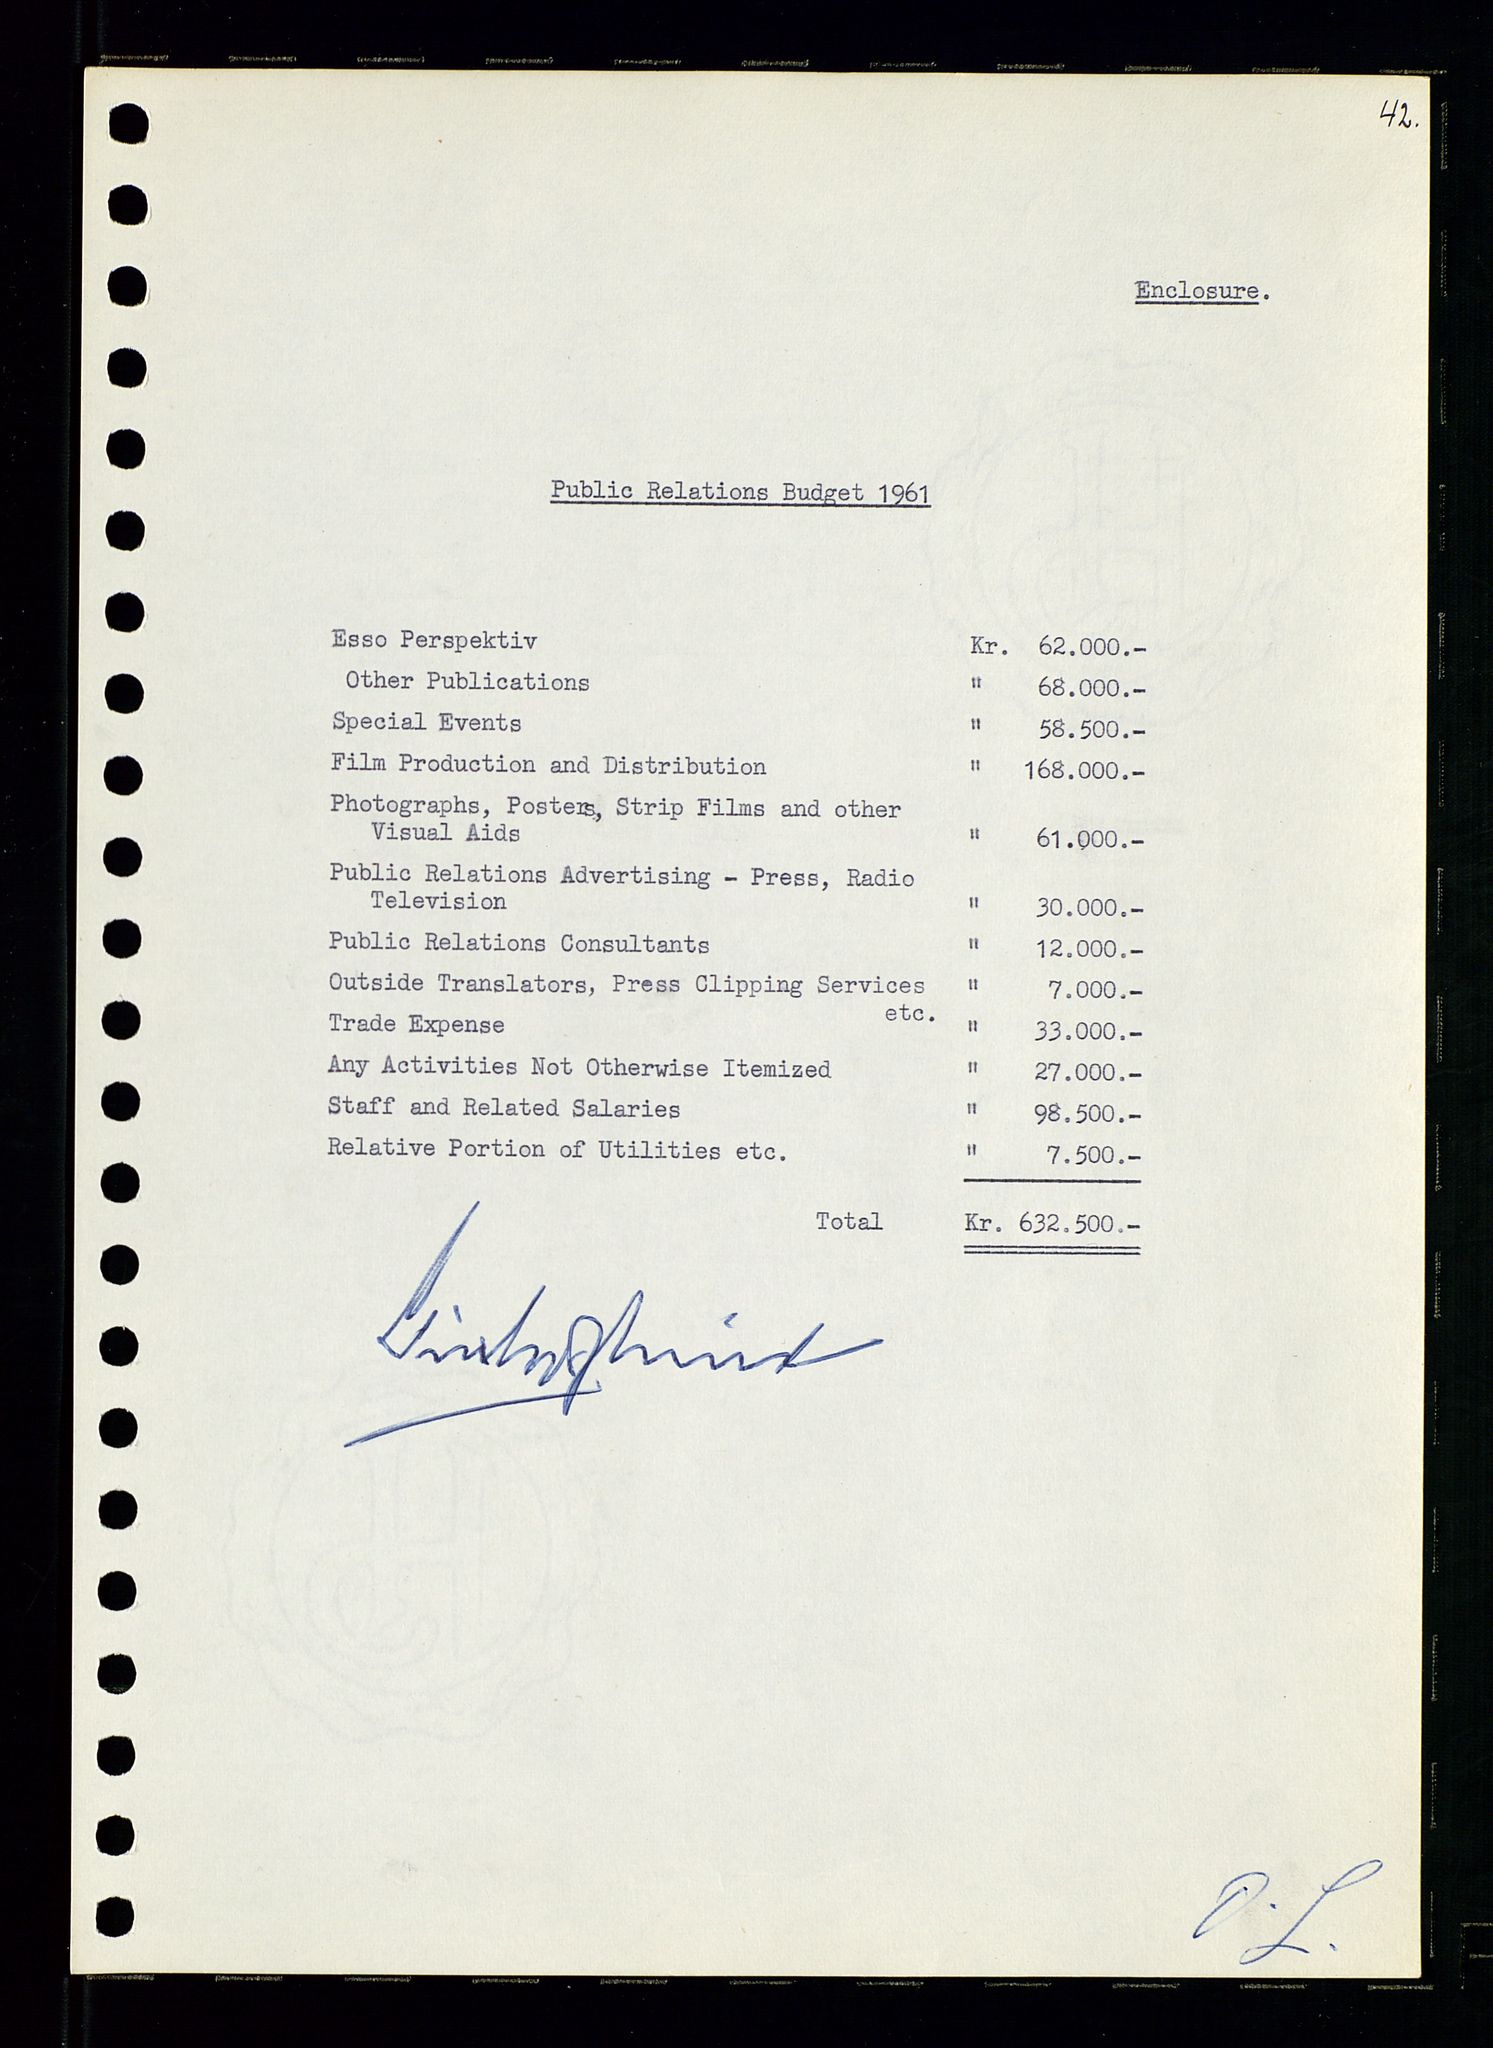 42.
Enclosure.
Public Relations Budget 1961
Esso Perspektiv Kr. 62.000.-
Other Publications " 68.000.-
Special Events " 58.500.-
Film Production and Distribution " 168.000.-
Photographs, Posters, Strip Films and other
Visual Aids " 61.000.-
Public Relations Advertising - Press, Radio
Television " 30.000.-
Public Relations Consultants " 12.000.-
Outside Translators, Press Clipping Services " 7.000.-
etc.
Trade Expense " 33.000.-
Any Activities Not Otherwise Itemized " 27.000.-
Staff and Related Salaries " 98.500.-
Relative Portion of Utilities etc. " 7.500.-
Total Kr. 632.500.-